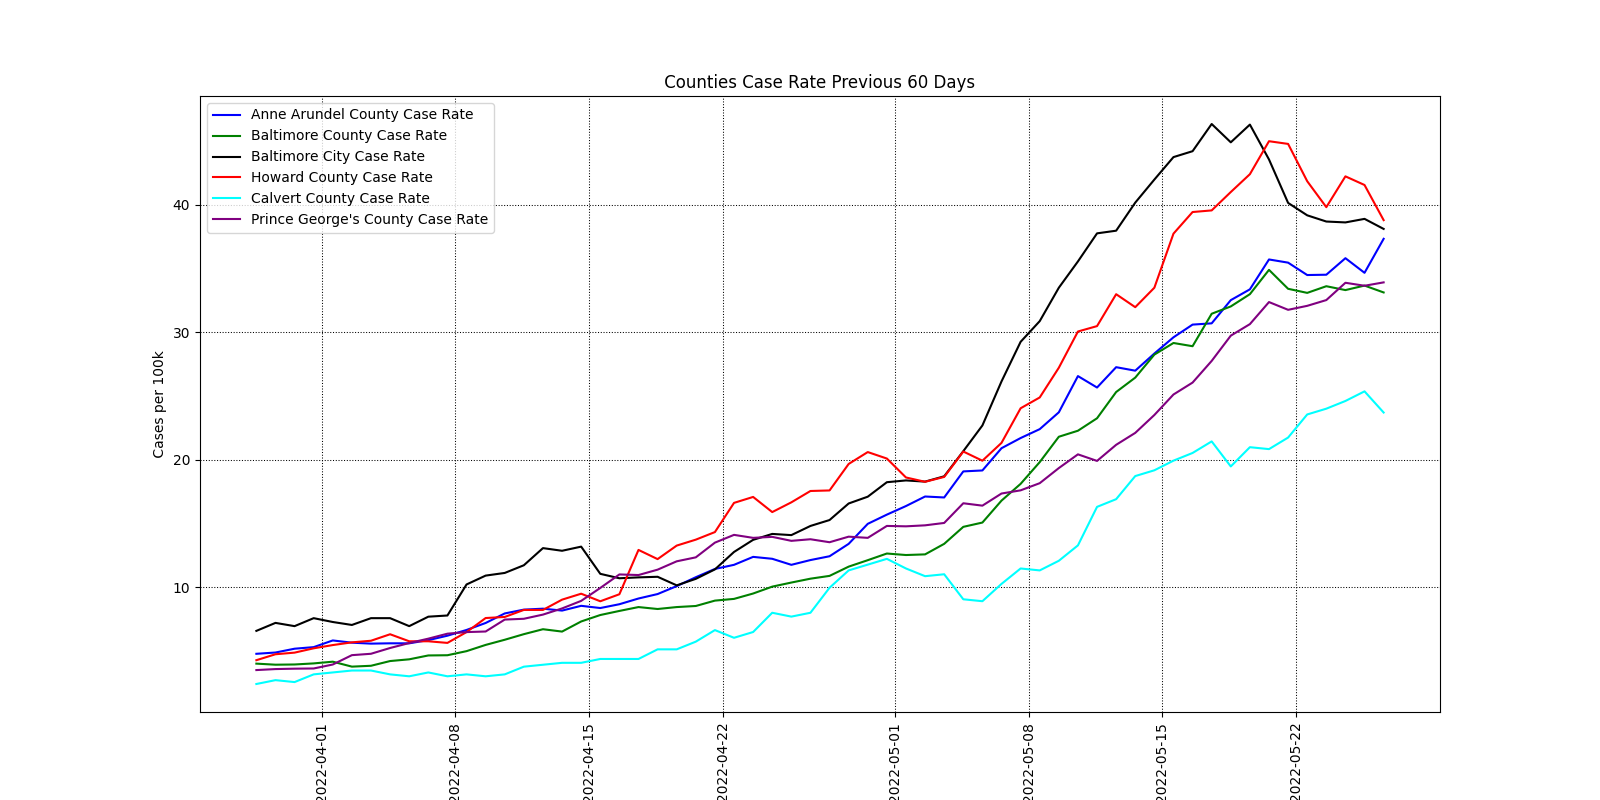 Counties Case Rate Previous 60 Days
Anne Arundel County Case Rate
Baltimore County Case Rate
Baltimore City Case Rate
Howard County Case Rate
Calvert County Case Rate
Prince George's County Case Rate
Cases per 100k
40
30
20
10
2022-04-01
2022-04-08
2022-04-15
2022-04-22
2022-05-01
2022-05-08
2022-05-15
2022-05-22